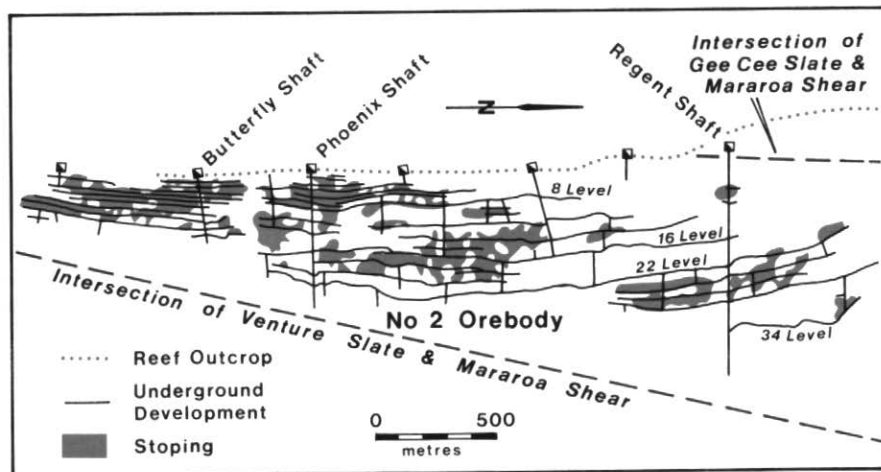 Intersection of
Gee Cee Slate &
Mararoa Shear
Regent Shaft
Phoenix Shaft
Butterfly Shaft
N
8 Level
16 Level
22 Level
34 Level
No 2 Orebody
Intersection of Venture Slate & Mararoa Shear
Reef Outcrop
Underground
Development
Stoping
0 500
metres